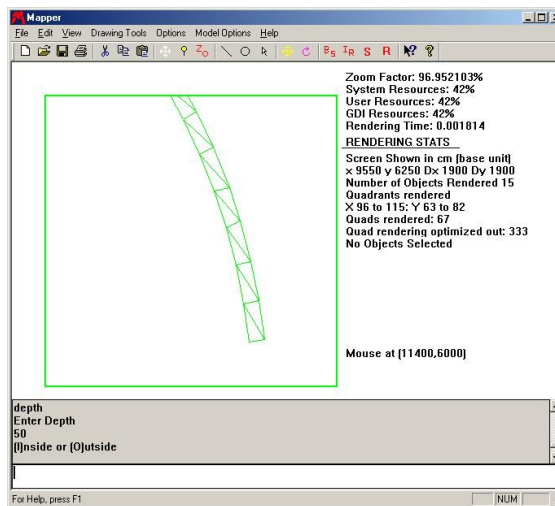 Mapper
File Edit View Drawing Tools Options Model Options Help
Z₀ B₅ I_R S R
Zoom Factor: 96.952103%
System Resources: 42%
User Resources: 42%
GDI Resources: 42%
Rendering Time: 0.001814
RENDERING STATS
Screen Shown in cm (base unit)
x 9550 y 6250 Dx 1900 Dy 1900
Number of Objects Rendered 15
Quadrants rendered
X 96 to 115: Y 63 to 82
Quads rendered: 67
Quad rendering optimized out: 333
No Objects Selected
Mouse at (11400,6000)
depth
Enter Depth
50
(I)nside or (O)utside
For Help, press F1
NUM